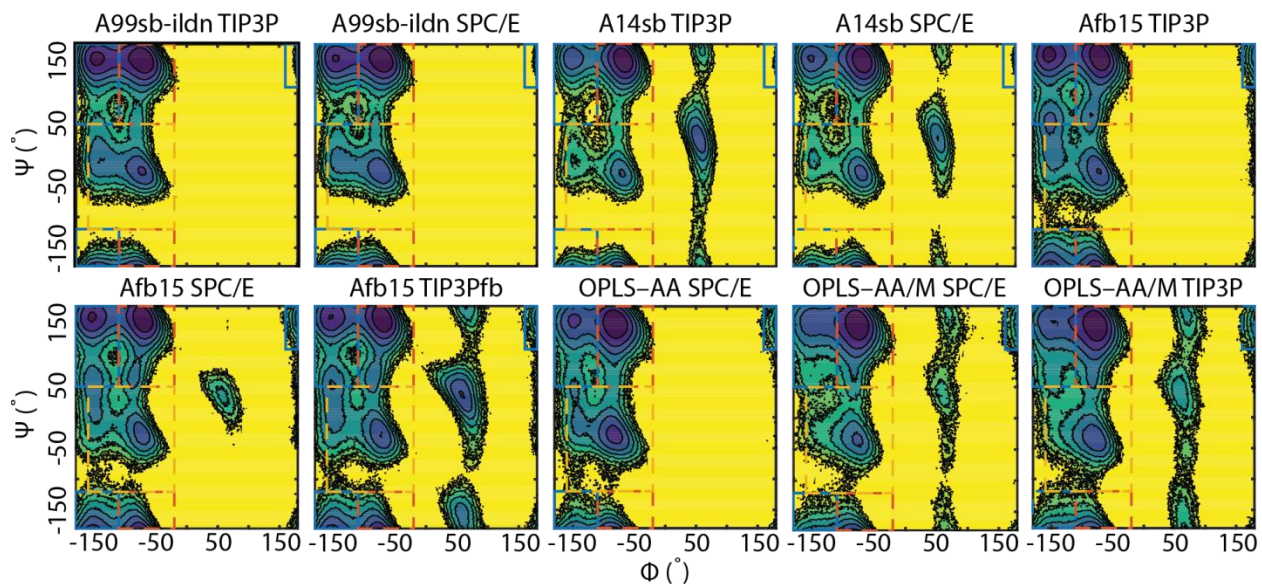 A99sb-ildn TIP3P A99sb-ildn SPC/E A14sb TIP3P A14sb SPC/E Afb15 TIP3P
150
50
-50
-150
Ψ (°)
Afb15 SPC/E Afb15 TIP3Pfb OPLS-AA SPC/E OPLS-AA/M SPC/E OPLS-AA/M TIP3P
150
50
-50
-150
Ψ (°)
-150 -50 50 150 -150 -50 50 150 -150 -50 50 150 -150 -50 50 150 -150 -50 50 150
Φ (°)